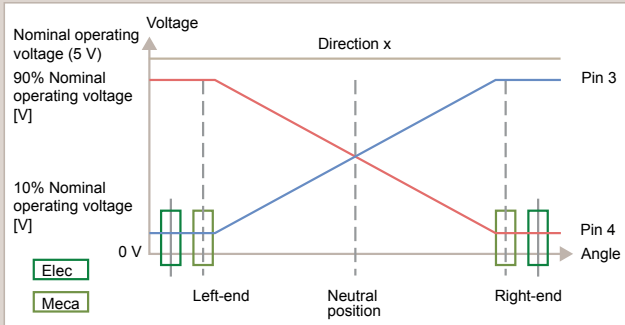 Voltage
Nominal operating
voltage (5 V)
Direction x
90% Nominal
operating voltage
[V]
Pin 3
10% Nominal
operating voltage
[V]
Pin 4
0 V
Angle
Elec
Meca
Left-end
Neutral
position
Right-end